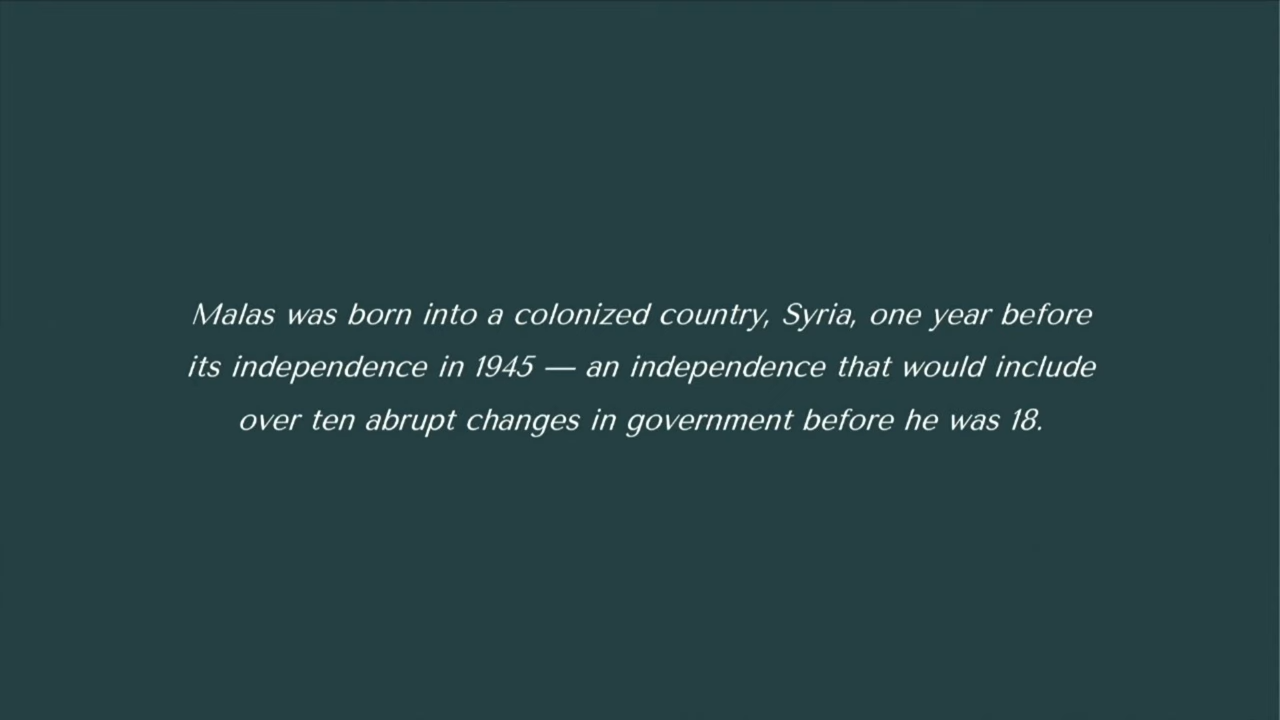 Malas was born into a colonized country, Syria, one year before
its independence in 1945 — an independence that would include
over ten abrupt changes in government before he was 18.